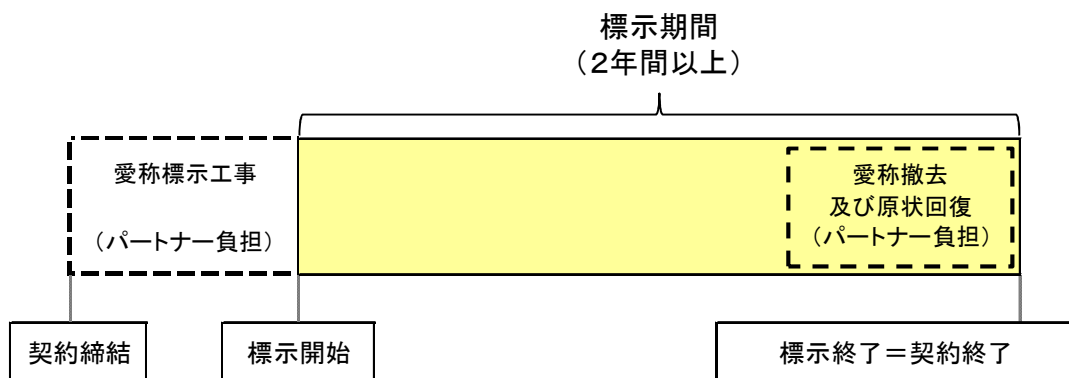 標示期間
（２年間以上）
愛称標示工事
（パートナー負担）
愛称撤去
及び原状回復
（パートナー負担）
契約締結
標示開始
標示終了＝契約終了